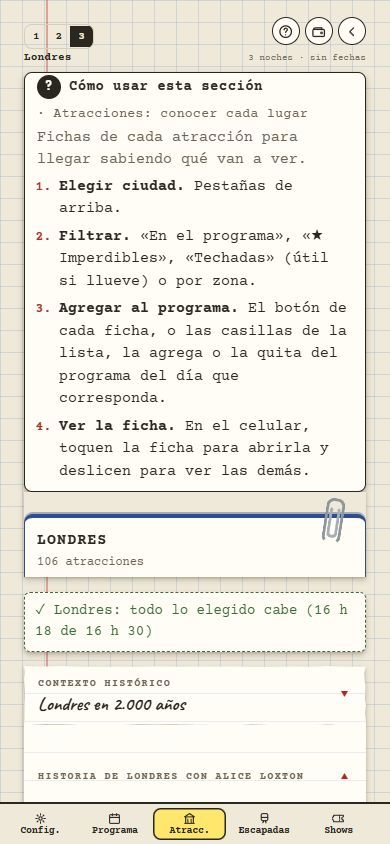 1 2 3
Londres
3 noches · sin fechas
? Cómo usar esta sección
· Atracciones: conocer cada lugar
Fichas de cada atracción para
llegar sabiendo qué van a ver.
1. Elegir ciudad. Pestañas de
arriba.
2. Filtrar. «En el programa», «★
Imperdibles», «Techadas» (útil
si llueve) o por zona.
3. Agregar al programa. El botón de
cada ficha, o las casillas de la
lista, la agrega o la quita del
programa del día que
corresponda.
4. Ver la ficha. En el celular,
toquen la ficha para abrirla y
deslicen para ver las demás.
LONDRES
106 atracciones
✓ Londres: todo lo elegido cabe (16 h
18 de 16 h 30)
CONTEXTO HISTÓRICO
Londres en 2.000 años
HISTORIA DE LONDRES CON ALICE LOXTON
Config. Programa Atracc. Escapadas Shows